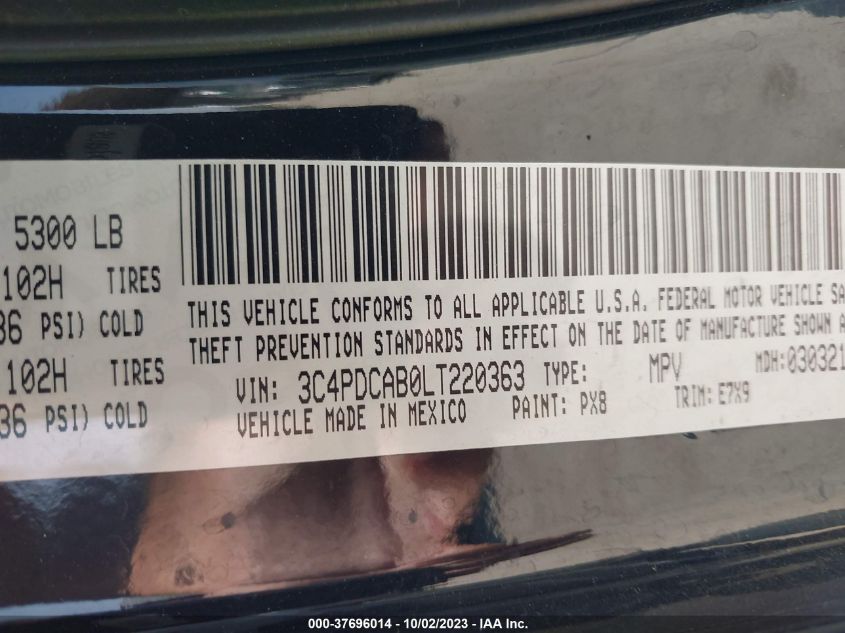 5300 LB
102H TIRES
36 PSI) COLD
102H TIRES
36 PSI) COLD
THIS VEHICLE CONFORMS TO ALL APPLICABLE U.S.A. FEDERAL MOTOR VEHICLE SA
THEFT PREVENTION STANDARDS IN EFFECT ON THE DATE OF MANUFACTURE SHOWN A
VIN: 3C4PDCAB0LT220363 TYPE: MPV MDH:030321
VEHICLE MADE IN MEXICO PAINT: PX8 TRIM: E7X9
000-37696014 - 10/02/2023 - IAA Inc.